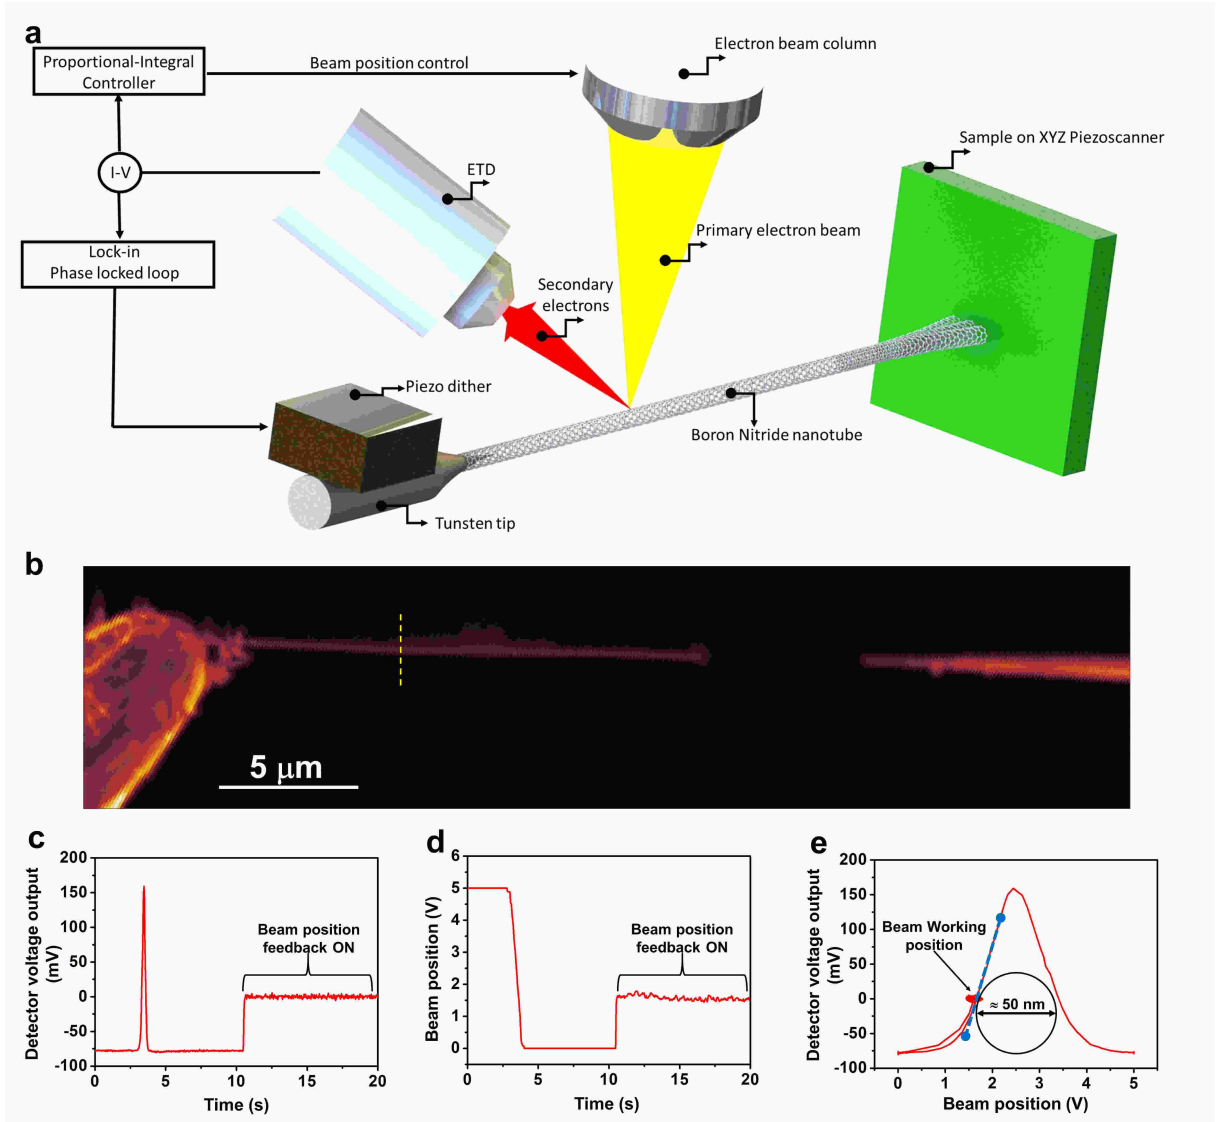 a
Proportional-Integral
Controller
Beam position control
Electron beam column
Sample on XYZ Piezoscanner
I-V
ETD
Primary electron beam
Lock-in
Phase locked loop
Secondary
electrons
Piezo dither
Boron Nitride nanotube
Tunsten tip
b
5 μm
c
Detector voltage output
(mV)
200
150
100
50
0
-50
-100
Beam position
feedback ON
0
5
10
15
20
Time (s)
d
Beam position (V)
6
5
4
3
2
1
0
Beam position
feedback ON
0
5
10
15
20
Time (s)
e
Detector voltage output
(mV)
200
150
100
50
0
-50
-100
Beam Working
position
≈ 50 nm
0
1
2
3
4
5
Beam position (V)